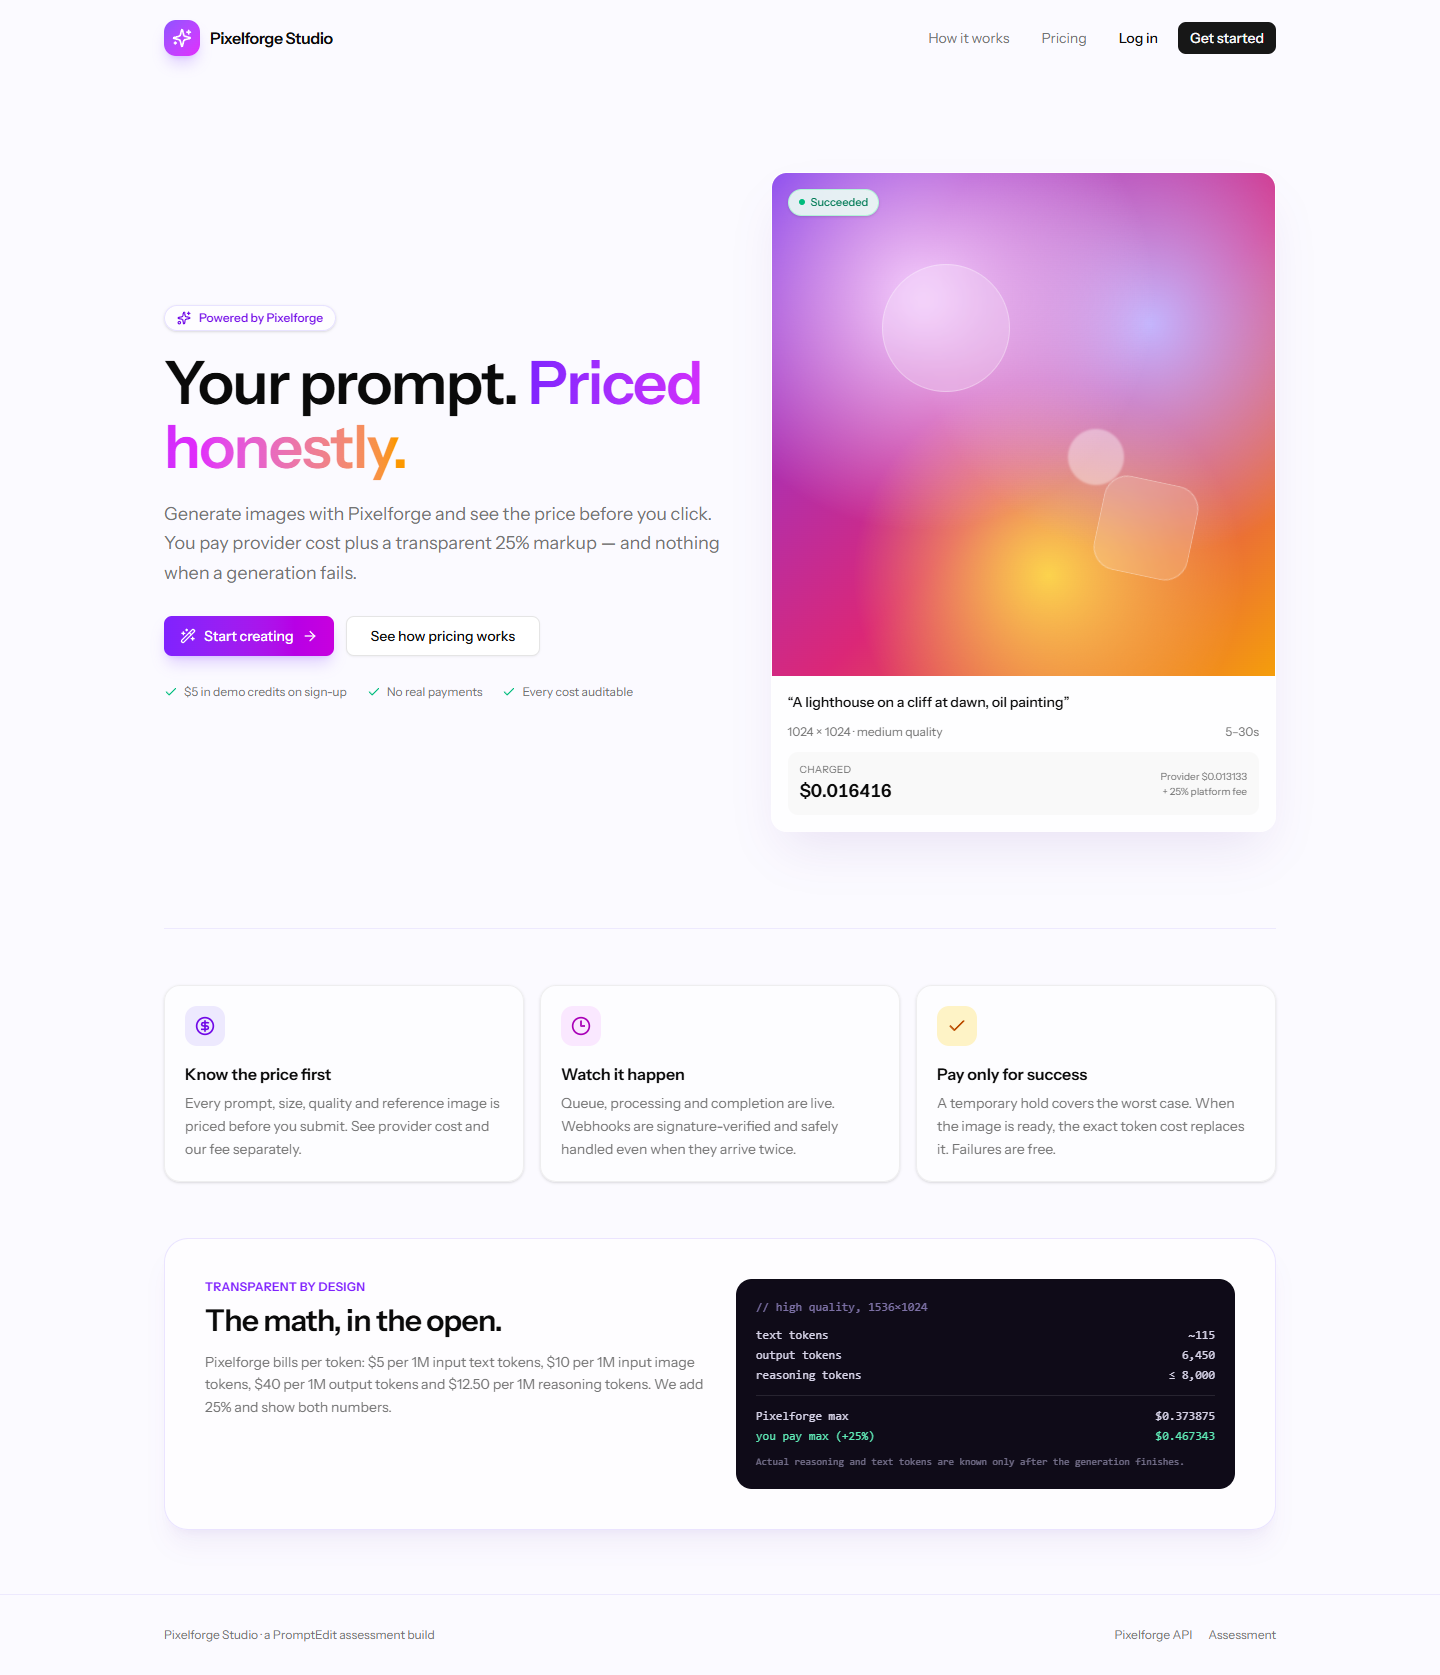 Pixelforge Studio
How it works
Pricing
Log in
Get started
Powered by Pixelforge
Your prompt. Priced
honestly.
Generate images with Pixelforge and see the price before you click.
You pay provider cost plus a transparent 25% markup — and nothing
when a generation fails.
Start creating
See how pricing works
$5 in demo credits on sign-up
No real payments
Every cost auditable
Succeeded
“A lighthouse on a cliff at dawn, oil painting”
1024 × 1024 · medium quality
5–30s
CHARGED
$0.016416
Provider $0.013133
+ 25% platform fee
Know the price first
Every prompt, size, quality and reference image is
priced before you submit. See provider cost and
our fee separately.
Watch it happen
Queue, processing and completion are live.
Webhooks are signature-verified and safely
handled even when they arrive twice.
Pay only for success
A temporary hold covers the worst case. When
the image is ready, the exact token cost replaces
it. Failures are free.
TRANSPARENT BY DESIGN
The math, in the open.
Pixelforge bills per token: $5 per 1M input text tokens, $10 per 1M input image
tokens, $40 per 1M output tokens and $12.50 per 1M reasoning tokens. We add
25% and show both numbers.
// high quality, 1536×1024
text tokens ~115
output tokens 6,450
reasoning tokens ≤ 8,000
Pixelforge max $0.373875
you pay max (+25%) $0.467343
Actual reasoning and text tokens are known only after the generation finishes.
Pixelforge Studio · a PromptEdit assessment build
Pixelforge API
Assessment